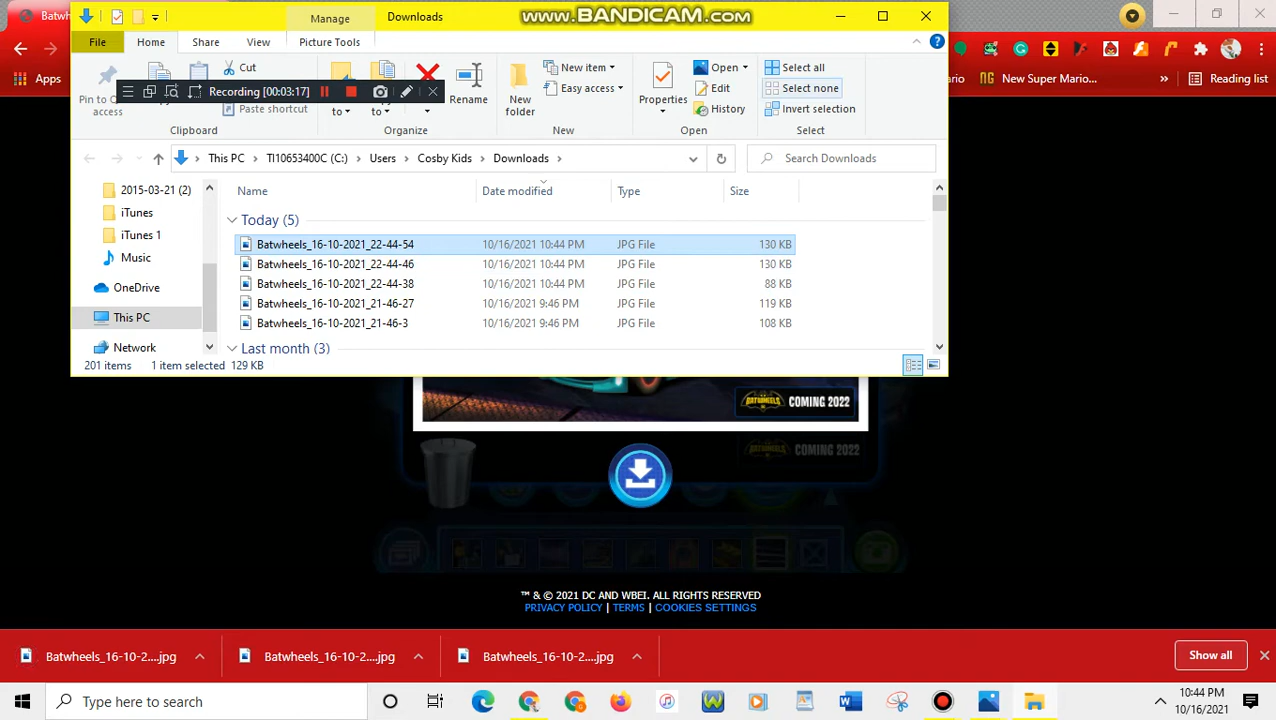 Batwh
Manage
Downloads
www.BANDICAM.com
File
Home
Share
View
Picture Tools
Apps
ario
New Super Mario...
»
Reading list
Pin to Q
access
Cut
Paste shortcut
Clipboard
Recording [00:03:17]
to
to
Rename
Organize
New
folder
New item
Easy access
New
Properties
Open
Edit
History
Open
Select all
Select none
Invert selection
Select
This PC > TI10653400C (C:) > Users > Cosby Kids > Downloads >
Search Downloads
2015-03-21 (2)
iTunes
iTunes 1
Music
OneDrive
This PC
Network
Name Date modified Type Size
Today (5)
Batwheels_16-10-2021_22-44-54 10/16/2021 10:44 PM JPG File 130 KB
Batwheels_16-10-2021_22-44-46 10/16/2021 10:44 PM JPG File 130 KB
Batwheels_16-10-2021_22-44-38 10/16/2021 10:44 PM JPG File 88 KB
Batwheels_16-10-2021_21-46-27 10/16/2021 9:46 PM JPG File 119 KB
Batwheels_16-10-2021_21-46-3 10/16/2021 9:46 PM JPG File 108 KB
Last month (3)
201 items 1 item selected 129 KB
COMING 2022
COMING 2022
™ & © 2021 DC AND WBEI. ALL RIGHTS RESERVED
PRIVACY POLICY | TERMS | COOKIES SETTINGS
Batwheels_16-10-2....jpg
Batwheels_16-10-2....jpg
Batwheels_16-10-2....jpg
Show all
Type here to search
10:44 PM
10/16/2021